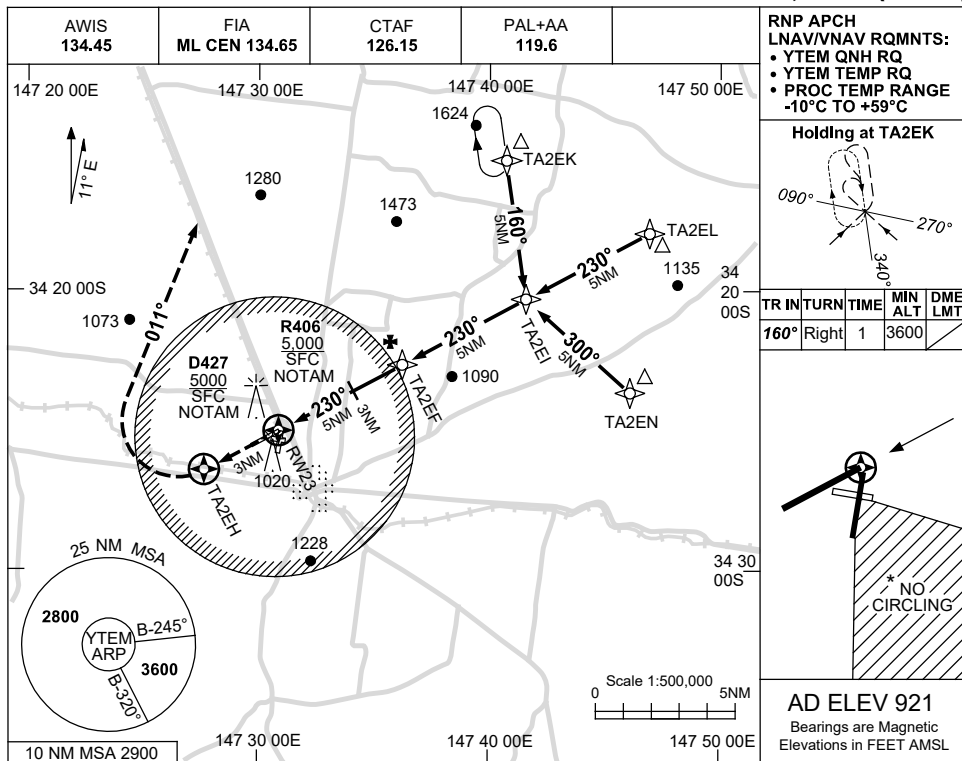 AWIS
134.45
FIA
ML CEN 134.65
CTAF
126.15
PAL+AA
119.6
RNP APCH
LNAV/VNAV RQMNTS:
• YTEM QNH RQ
• YTEM TEMP RQ
• PROC TEMP RANGE
-10°C TO +59°C
147 20 00E
147 30 00E
147 40 00E
147 50 00E
11° E
1624
TA2EK
1280
1473
160°
5NM
TA2EL
230°
5NM
1135
34
20
00S
34 20 00S
1073
011°
R406
5,000
SFC
NOTAM
D427
5000
SFC
NOTAM
230°
5NM
TA2EI
300°
5NM
TA2EN
TA2EF
1090
230°
5NM
3NM
RW23
3NM
1020
TA2EH
1228
34 30
00S
25 NM MSA
2800
YTEM
ARP
B-245°
3600
B-320°
10 NM MSA 2900
Scale 1:500,000
0
5NM
147 30 00E
147 40 00E
147 50 00E
Holding at TA2EK
090°
270°
340°
TR IN
TURN
TIME
MIN
ALT
DME
LMT
160°
Right
1
3600
* NO
CIRCLING
AD ELEV 921
Bearings are Magnetic
Elevations in FEET AMSL